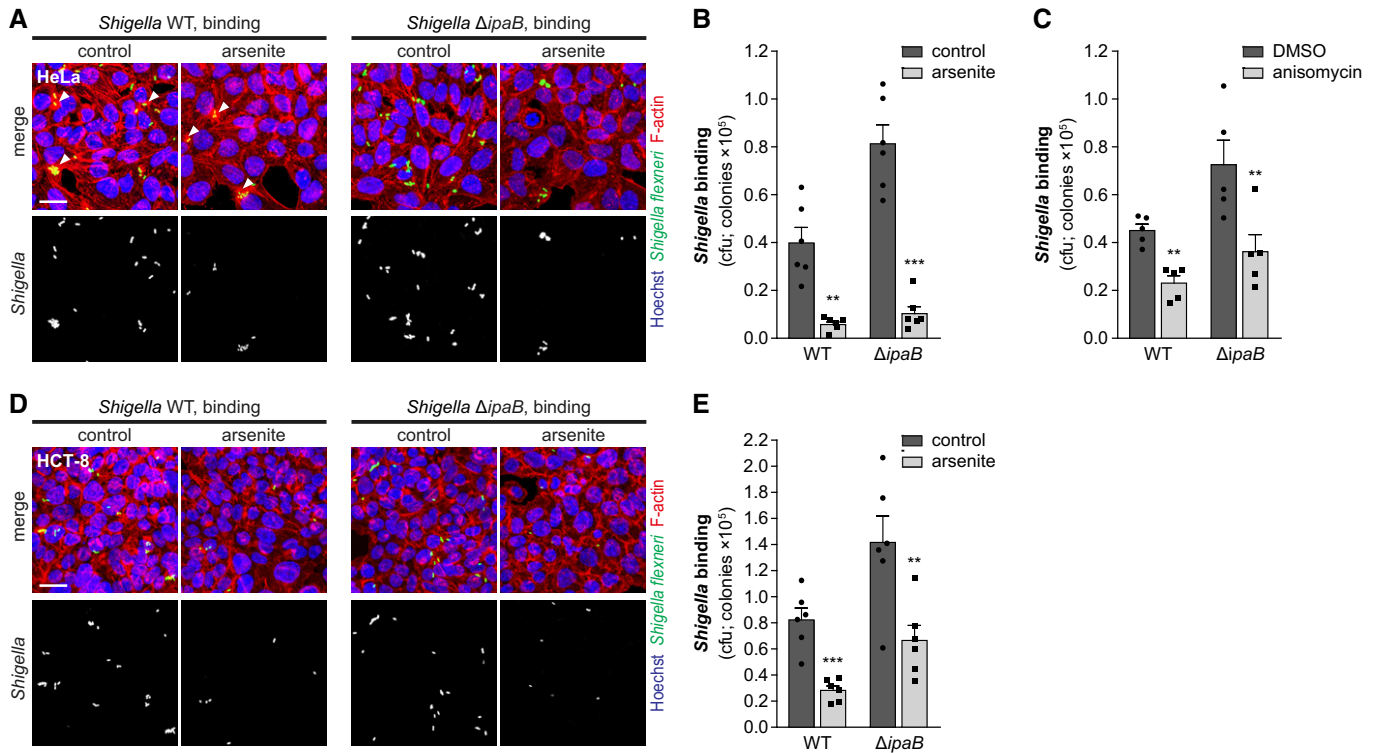 A
Shigella WT, binding
Shigella ΔipaB, binding
control
arsenite
control
arsenite
HeLa
merge
Shigella
Hoechst Shigella flexneri F-actin
B
control
arsenite
Shigella binding
(cfu; colonies ×10⁵)
1.2
1.0
0.8
0.6
0.4
0.2
0.0
**
***
WT
ΔipaB
C
DMSO
anisomycin
Shigella binding
(cfu; colonies ×10⁵)
1.2
1.0
0.8
0.6
0.4
0.2
0.0
**
**
WT
ΔipaB
D
Shigella WT, binding
Shigella ΔipaB, binding
control
arsenite
control
arsenite
HCT-8
merge
Shigella
Hoechst Shigella flexneri F-actin
E
control
arsenite
Shigella binding
(cfu; colonies ×10⁵)
2.2
2.0
1.8
1.6
1.4
1.2
1.0
0.8
0.6
0.4
0.2
0.0
***
**
WT
ΔipaB